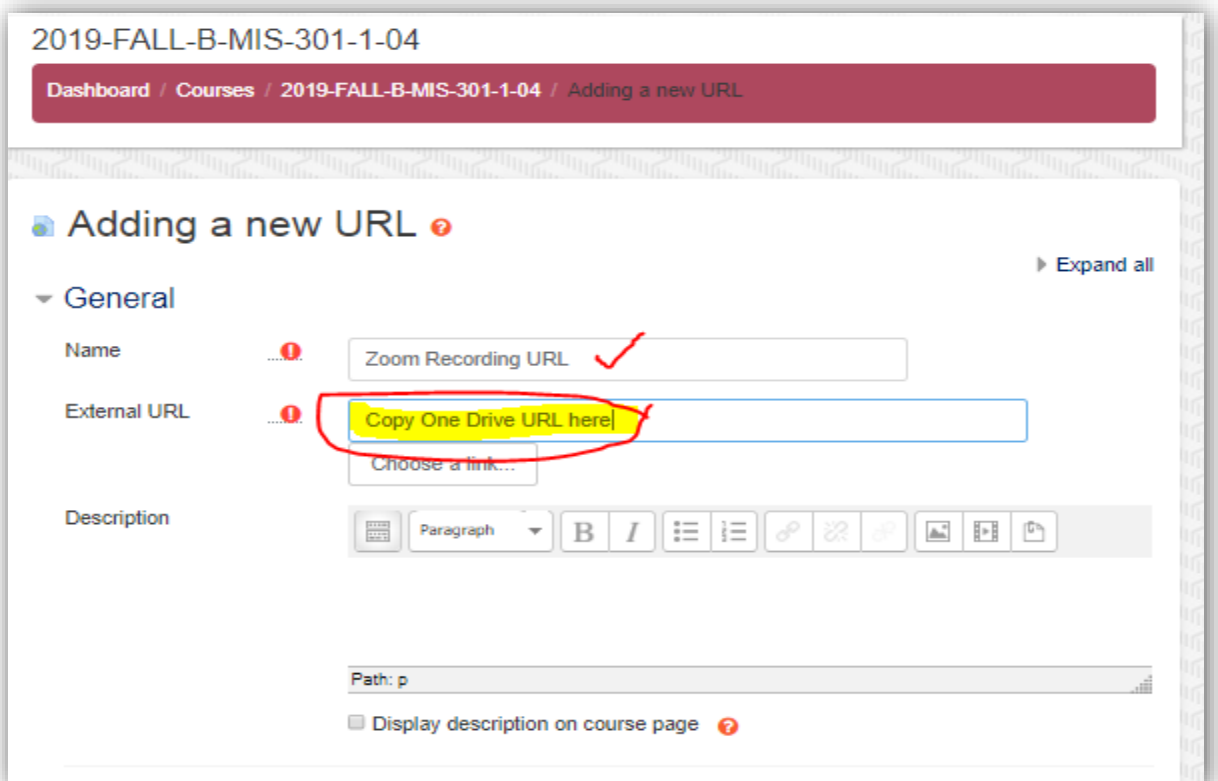 2019-FALL-B-MIS-301-1-04
Dashboard / Courses / 2019-FALL-B-MIS-301-1-04 / Adding a new URL
Adding a new URL
Expand all
General
Name
Zoom Recording URL
External URL
Copy One Drive URL here
Choose a link...
Description
Paragraph
B I
Path: p
Display description on course page